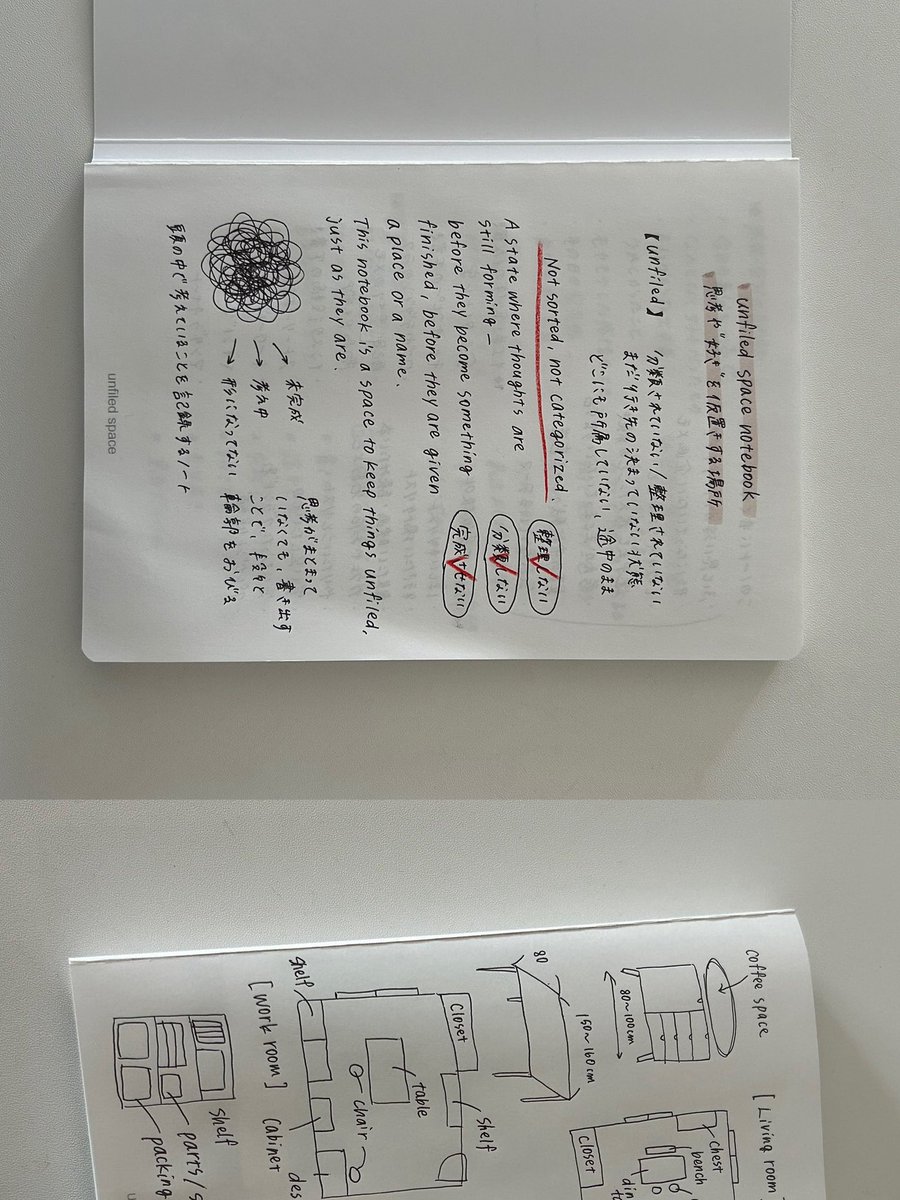 unfiled space notebook
思考や"好き"を仮置きする場所
【unfiled】 分類されていない/整理されていない
まだ行き先の決まっていない状態
どこにも所属していない、途中のまま
Not sorted, not categorized.
整理しない
A state where thoughts are
still forming —
分類しない
before they become something
完成させない
finished, before they are given
a place or a name.
This notebook is a space to keep things unfiled,
just as they are.
→ 未完成
→ 考え中
→ 形になってない
思考がまとまって
いなくても、書き出す
ことで、段々と
輪郭をおびる
頭の中で考えていることを記録するノート
unfiled space
coffee space
80~100cm
80
150~160cm
[Living room]
chest
bench
closet
closet
shelf
table
chair
shelf
[work room]
cabinet
shelf
parts/
packing